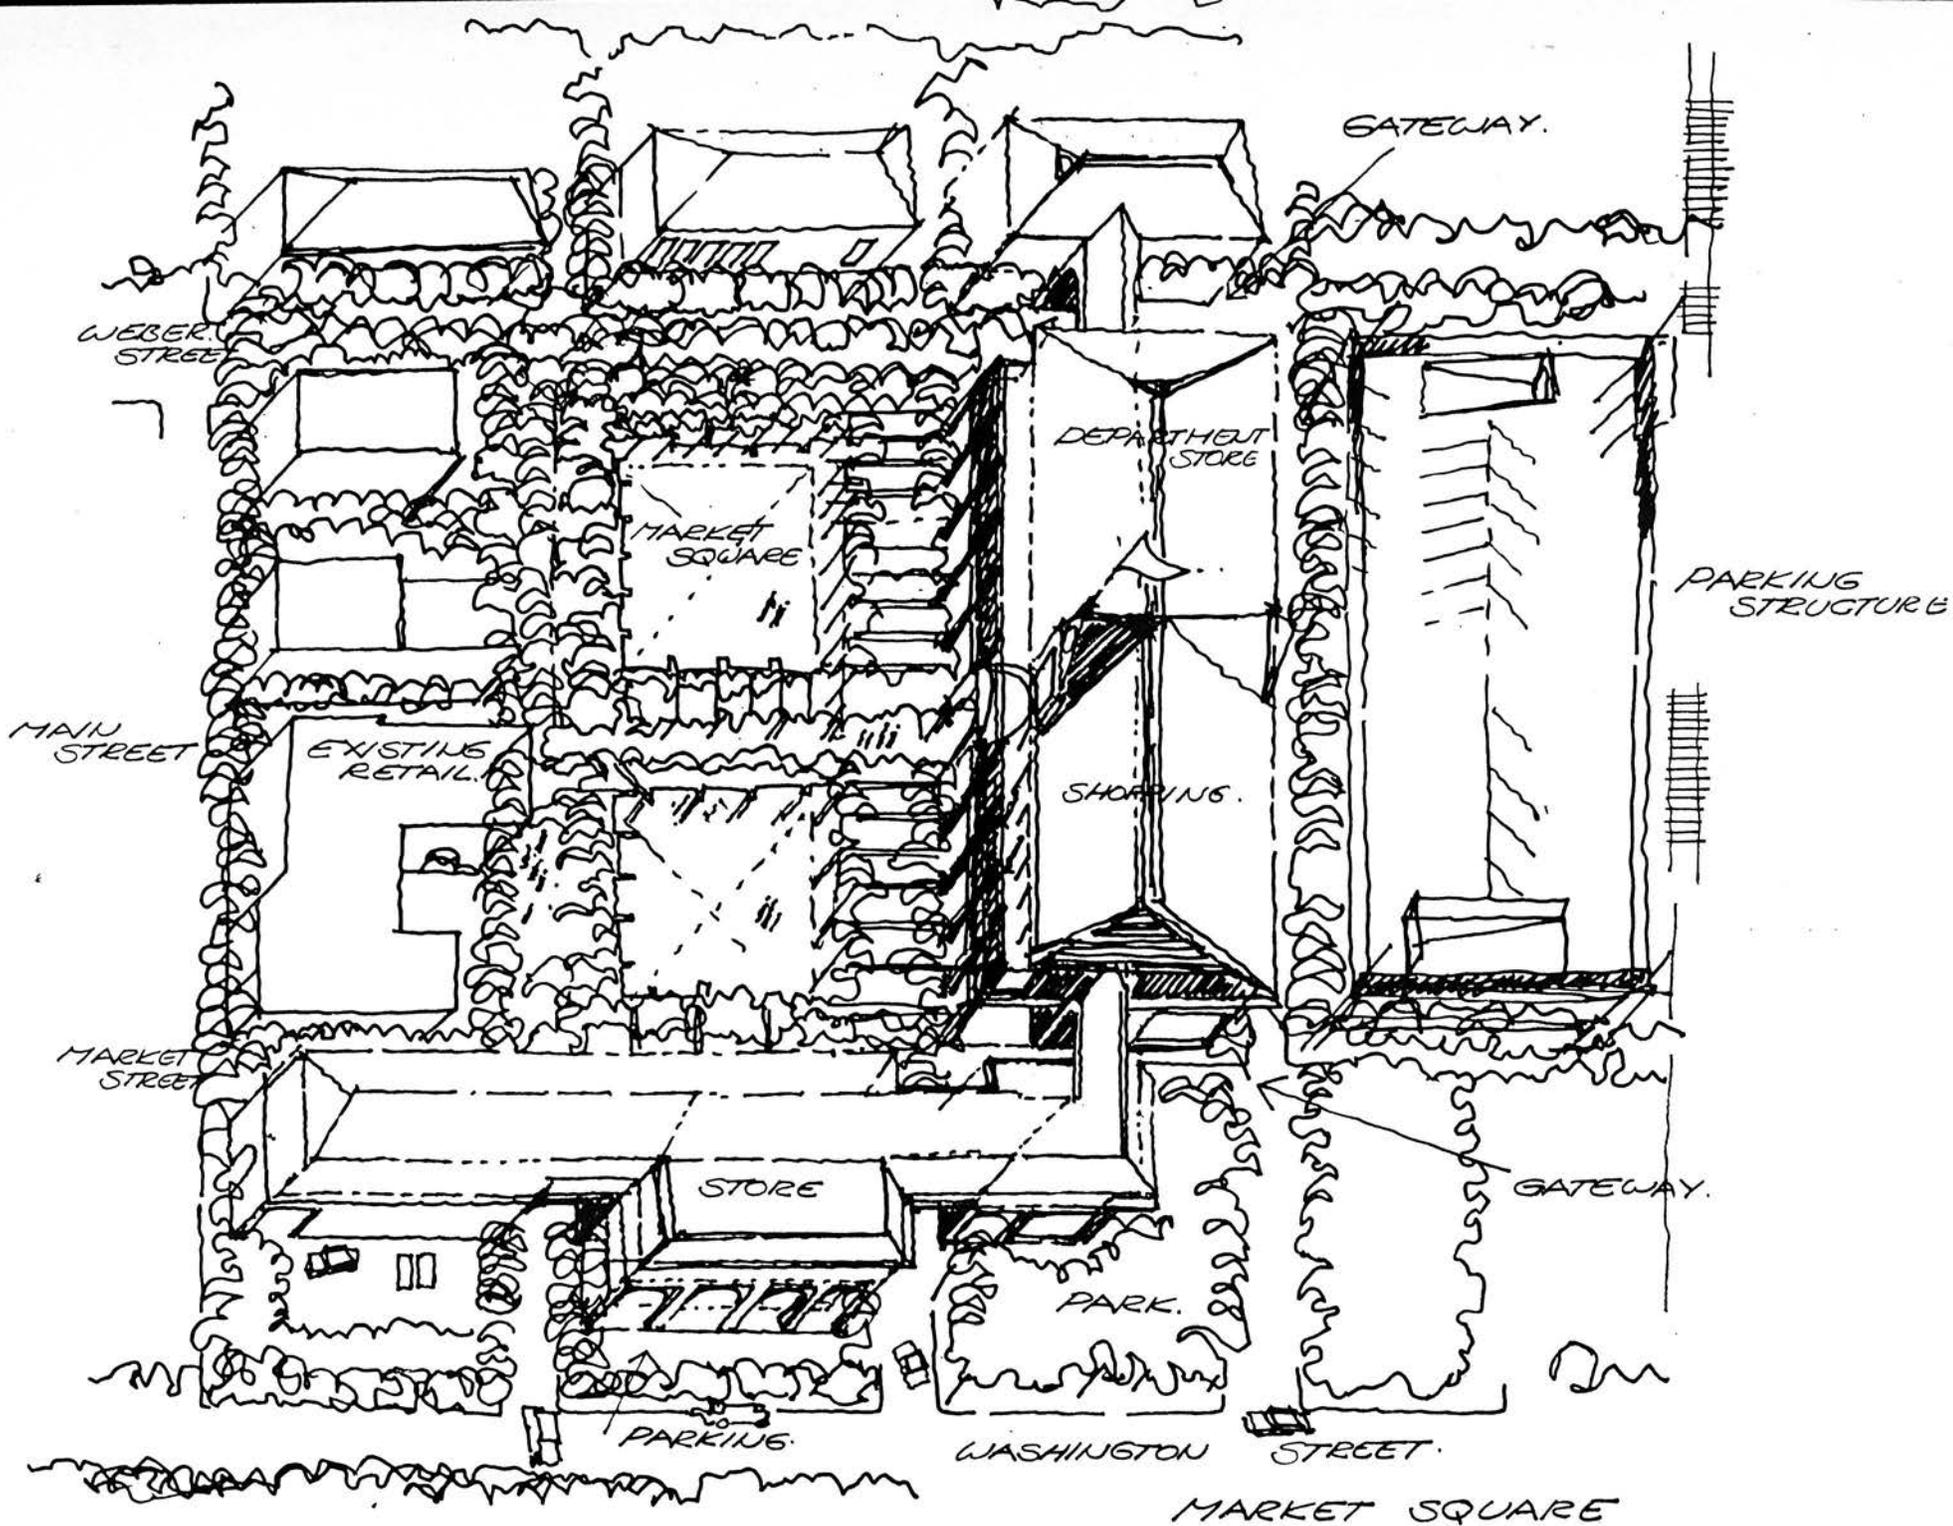 GATEWAY.
WEBER.
STREET
DEPARTMENT
STORE
MARKET
SQUARE
PARKING
STRUCTURE
MAIN
STREET
EXISTING
RETAIL.
SHOPPING.
MARKET
STREET
STORE
GATEWAY.
PARK.
PARKING.
WASHINGTON STREET.
MARKET SQUARE